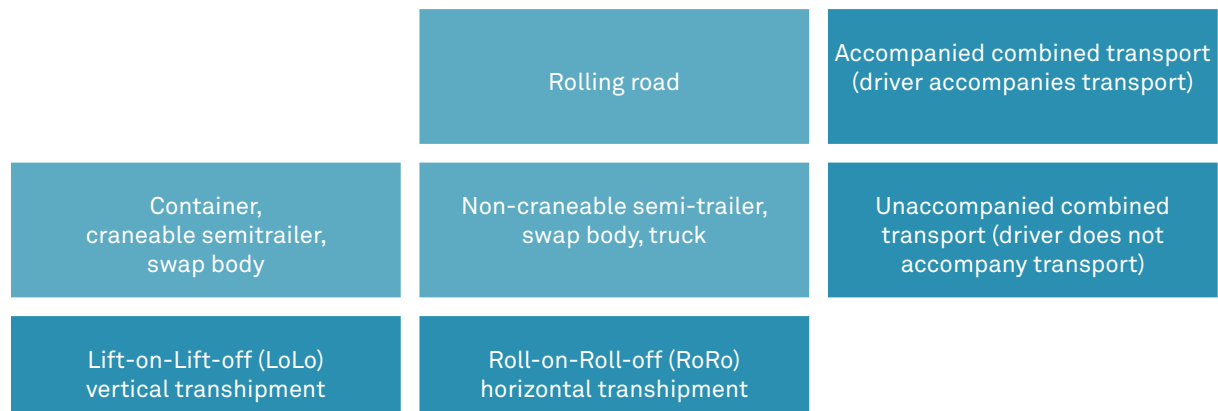 Rolling road
Accompanied combined transport
(driver accompanies transport)
Container,
craneable semitrailer,
swap body
Non-craneable semi-trailer,
swap body, truck
Unaccompanied combined
transport (driver does not
accompany transport)
Lift-on-Lift-off (LoLo)
vertical transhipment
Roll-on-Roll-off (RoRo)
horizontal transhipment